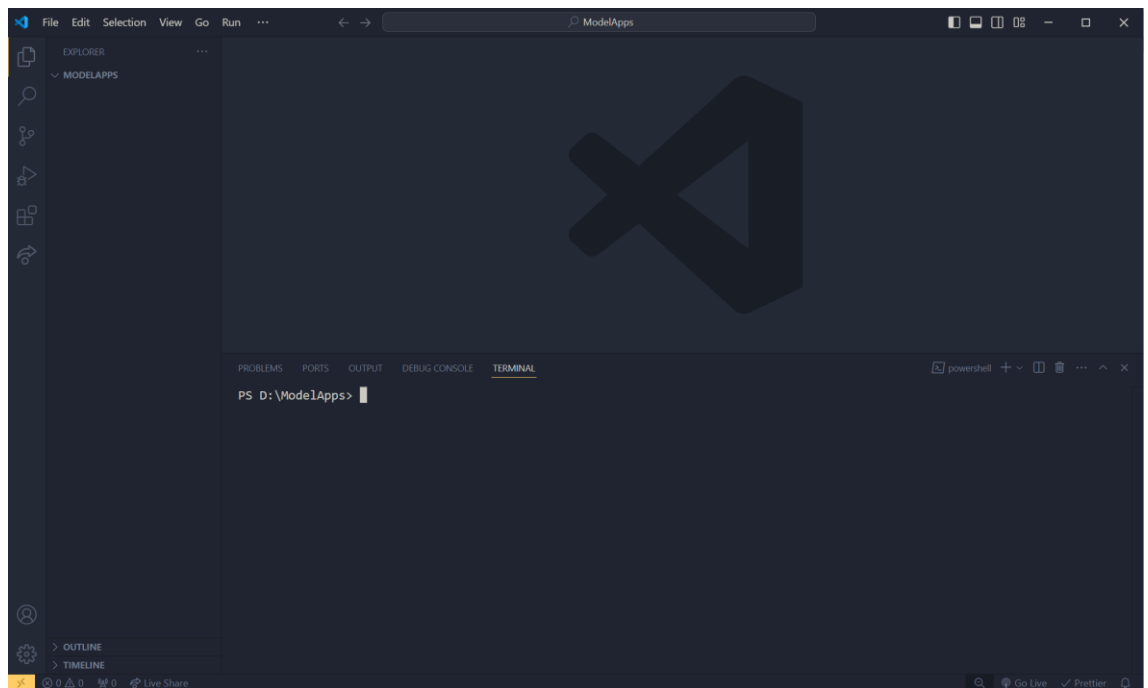 File Edit Selection View Go Run ···
ModelApps
EXPLORER ···
MODELAPPS
PROBLEMS PORTS OUTPUT DEBUG CONSOLE TERMINAL
powershell
PS D:\ModelApps>
OUTLINE
TIMELINE
0 0 0 Live Share
Go Live Prettier